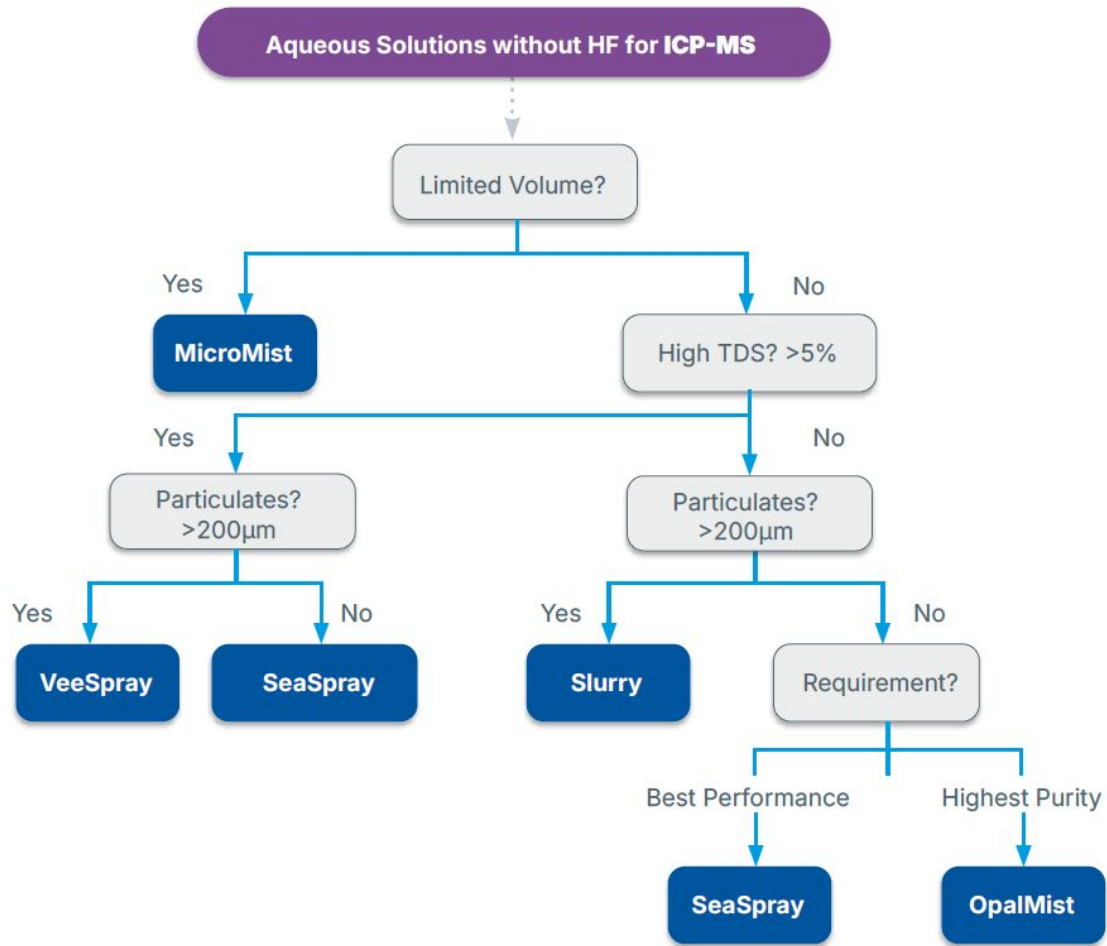 Aqueous Solutions without HF for ICP-MS
Limited Volume?
Yes
No
MicroMist
High TDS? >5%
Yes
No
Particulates?
>200µm
Particulates?
>200µm
Yes
No
Yes
No
VeeSpray
SeaSpray
Slurry
Requirement?
Best Performance
Highest Purity
SeaSpray
OpalMist